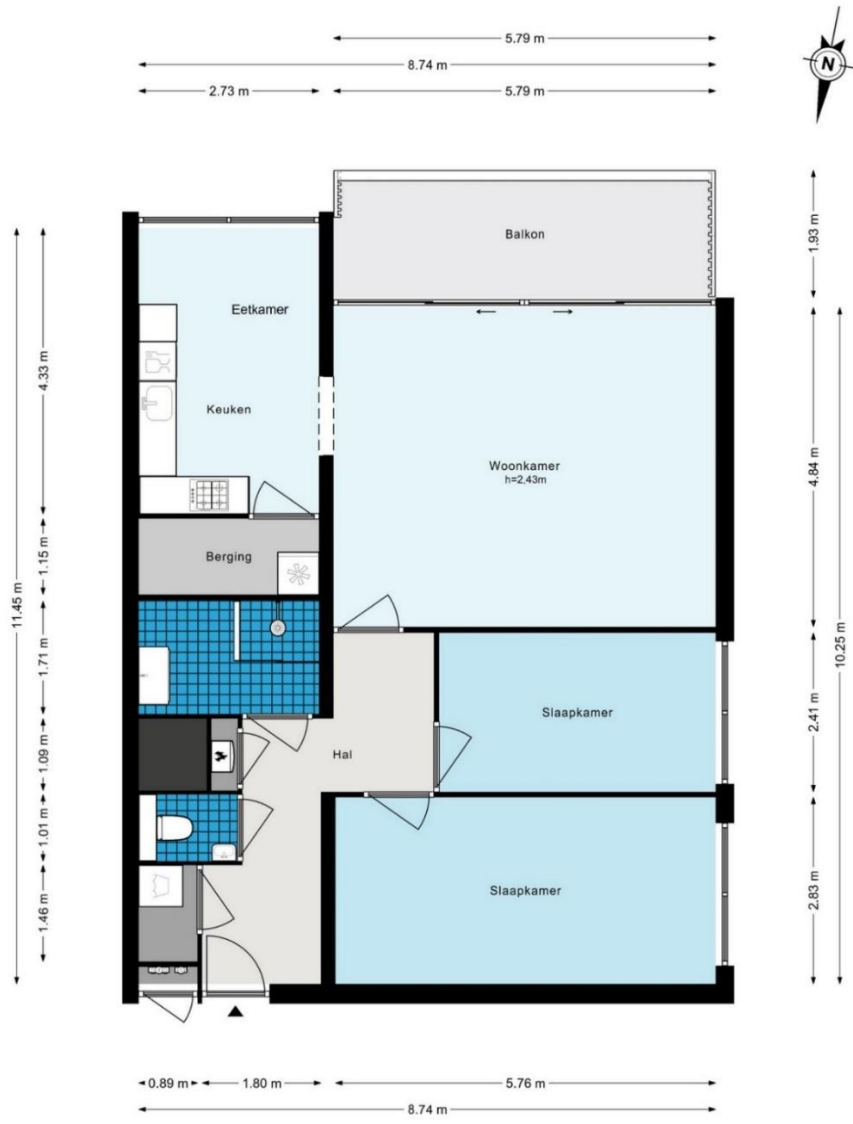 5.79 m
8.74 m
2.73 m
5.79 m
N
Balkon
1.93 m
Eetkamer
4.33 m
Keuken
Woonkamer
h=2.43m
4.84 m
Berging
1.15 m
11.45 m
1.71 m
10.25 m
Slaapkamer
2.41 m
Hal
1.09 m
1.01 m
Slaapkamer
2.83 m
1.46 m
0.89 m
1.80 m
5.76 m
8.74 m